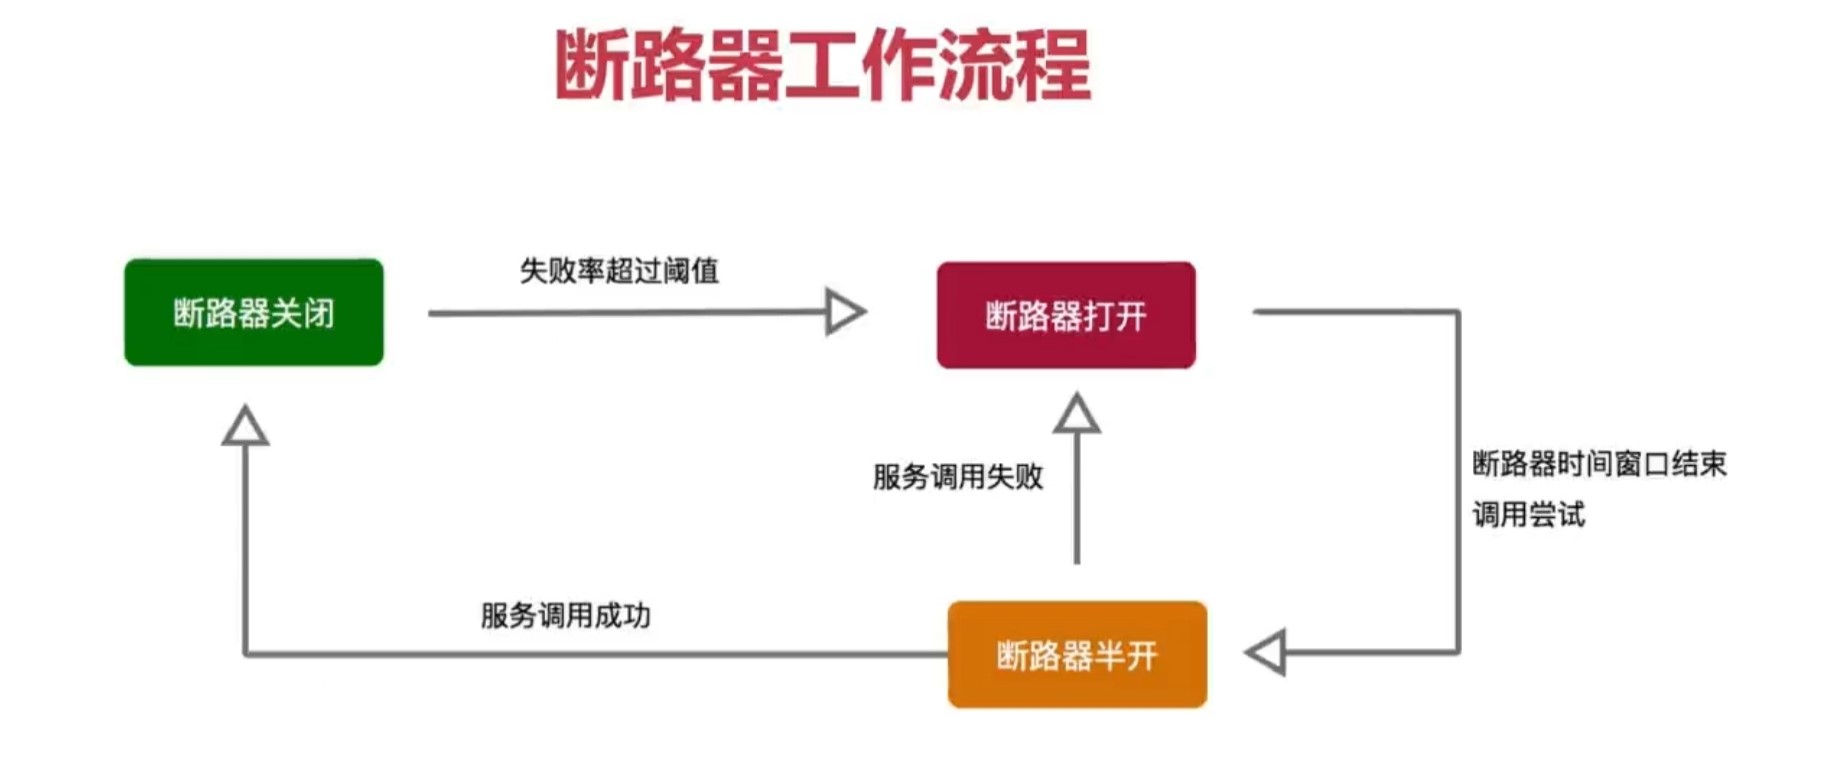 断路器工作流程
失败率超过阈值
断路器关闭
断路器打开
服务调用失败
断路器时间窗口结束
调用尝试
服务调用成功
断路器半开